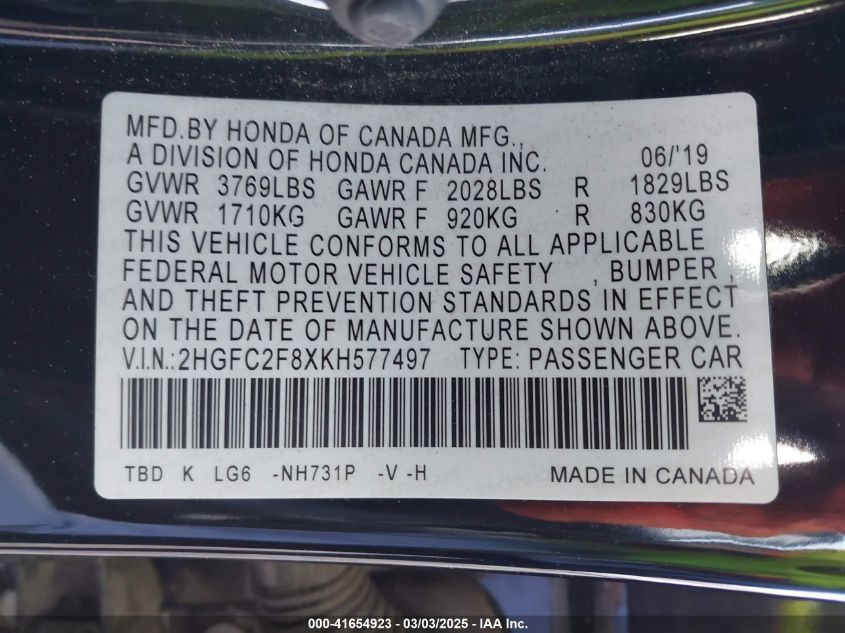 MFD.BY HONDA OF CANADA MFG.,
A DIVISION OF HONDA CANADA INC. 06/'19
GVWR 3769LBS GAWR F 2028LBS R 1829LBS
GVWR 1710KG GAWR F 920KG R 830KG
THIS VEHICLE CONFORMS TO ALL APPLICABLE
FEDERAL MOTOR VEHICLE SAFETY , BUMPER ,
AND THEFT PREVENTION STANDARDS IN EFFECT
ON THE DATE OF MANUFACTURE SHOWN ABOVE.
V.I.N.: 2HGFC2F8XKH577497 TYPE: PASSENGER CAR
TBD K LG6 -NH731P -V -H MADE IN CANADA
000-41654923 - 03/03/2025 - IAA Inc.